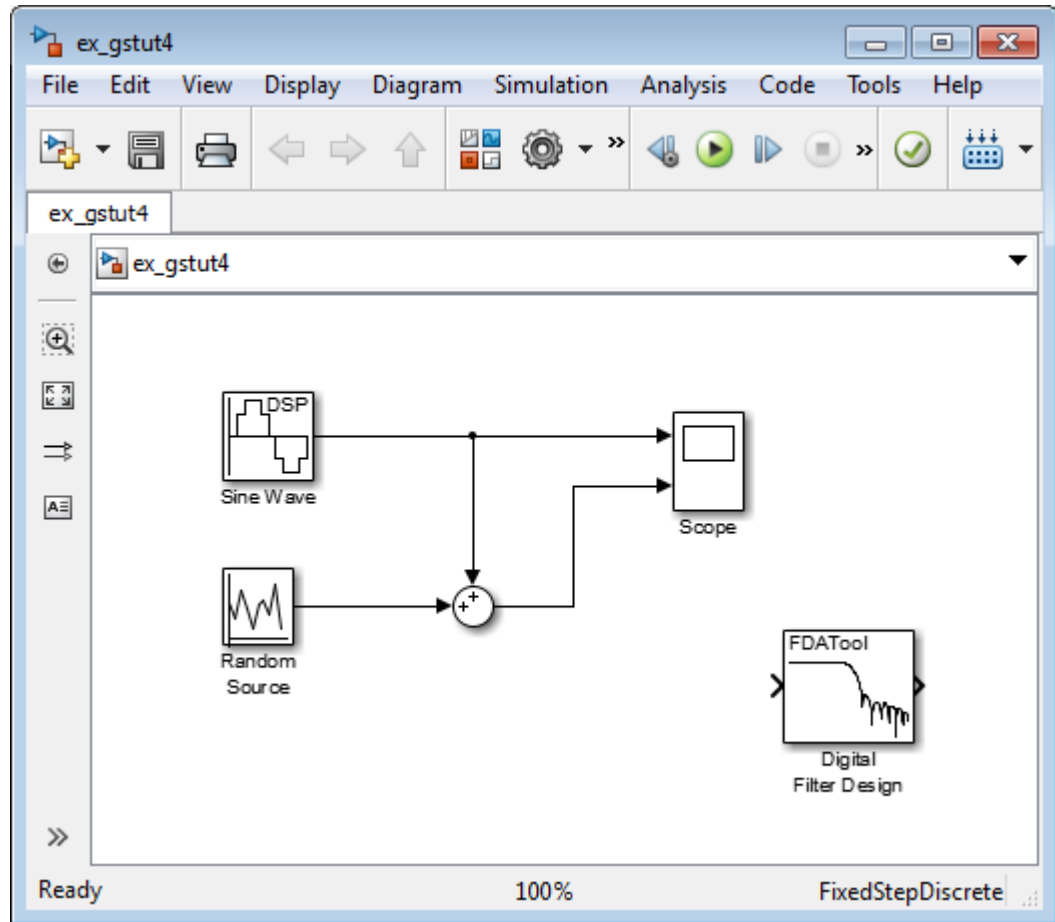 ex_gstut4
File Edit View Display Diagram Simulation Analysis Code Tools Help
ex_gstut4
ex_gstut4
DSP
Sine Wave
Scope
Random
Source
FDATool
Digital
Filter Design
Ready 100% FixedStepDiscrete